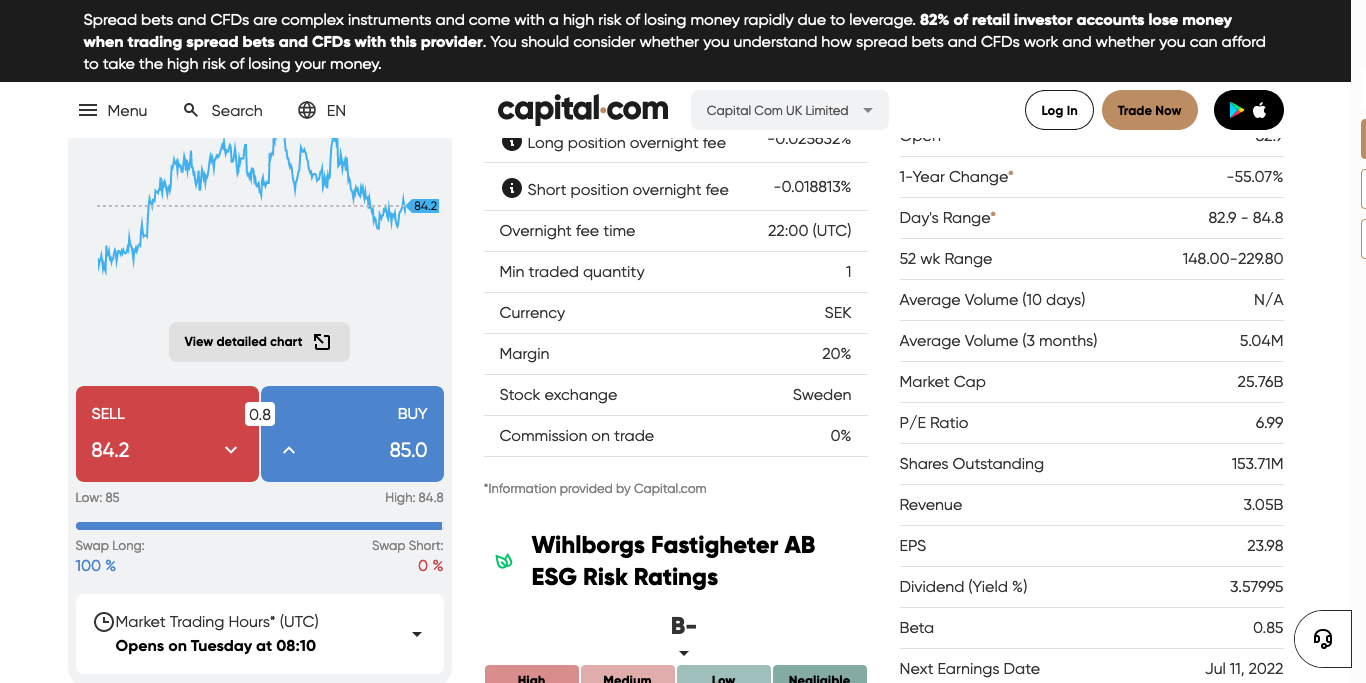 Spread bets and CFDs are complex instruments and come with a high risk of losing money rapidly due to leverage. 82% of retail investor accounts lose money
when trading spread bets and CFDs with this provider. You should consider whether you understand how spread bets and CFDs work and whether you can afford
to take the high risk of losing your money.
Menu
Search
EN
capital.com
Capital Com UK Limited
Log In
Trade Now
84.2
View detailed chart
SELL
84.2
0.8
BUY
85.0
Low: 85
High: 84.8
Swap Long:
100 %
Swap Short:
0 %
Market Trading Hours* (UTC)
Opens on Tuesday at 08:10
Long position overnight fee -0.025632%
Short position overnight fee -0.018813%
Overnight fee time 22:00 (UTC)
Min traded quantity 1
Currency SEK
Margin 20%
Stock exchange Sweden
Commission on trade 0%
*Information provided by Capital.com
Wihlborgs Fastigheter AB
ESG Risk Ratings
B-
High Medium Low Negligible
Open 82.9
1-Year Change* -55.07%
Day's Range* 82.9 - 84.8
52 wk Range 148.00-229.80
Average Volume (10 days) N/A
Average Volume (3 months) 5.04M
Market Cap 25.76B
P/E Ratio 6.99
Shares Outstanding 153.71M
Revenue 3.05B
EPS 23.98
Dividend (Yield %) 3.57995
Beta 0.85
Next Earnings Date Jul 11, 2022